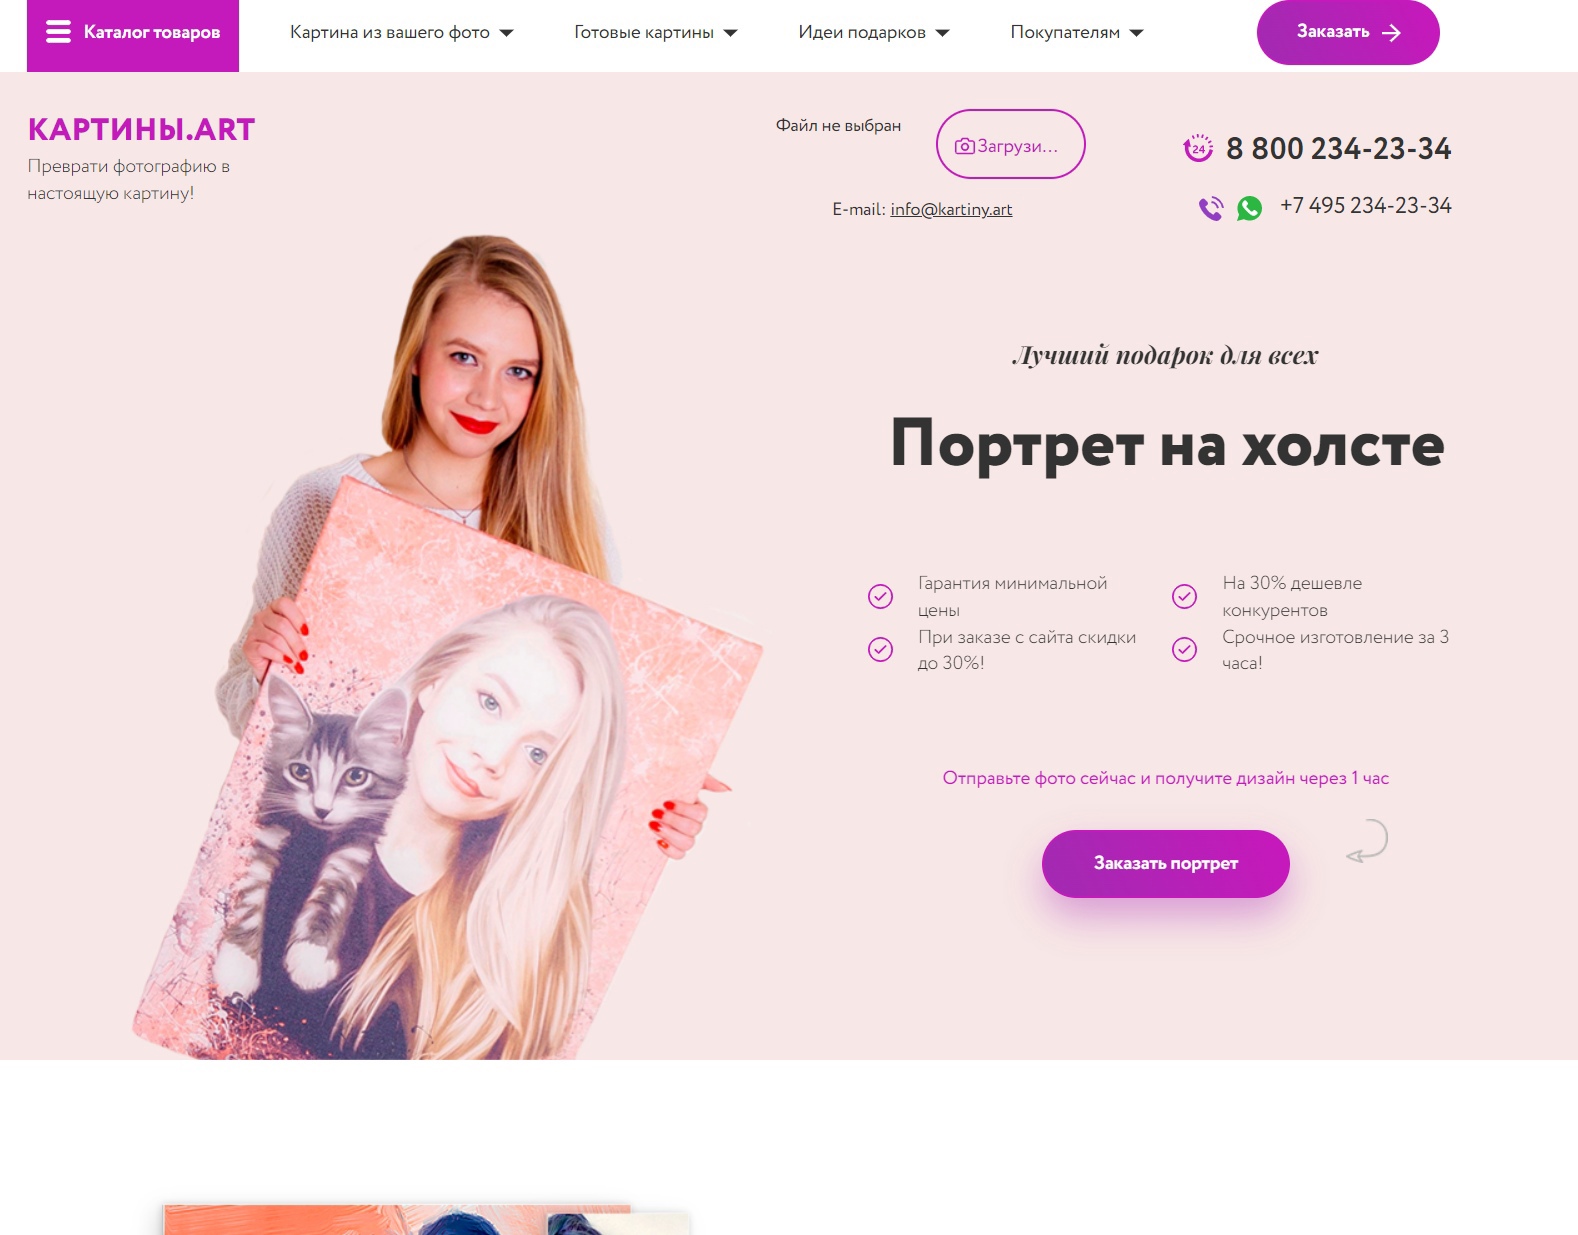 Каталог товаров
Картина из вашего фото
Готовые картины
Идеи подарков
Покупателям
Заказать
КАРТИНЫ.ART
Преврати фотографию в
настоящую картину!
Файл не выбран
Загрузи...
E-mail: info@kartiny.art
24
8 800 234-23-34
+7 495 234-23-34
Лучший подарок для всех
Портрет на холсте
Гарантия минимальной
цены
На 30% дешевле
конкурентов
При заказе с сайта скидки
до 30%!
Срочное изготовление за 3
часа!
Отправьте фото сейчас и получите дизайн через 1 час
Заказать портрет